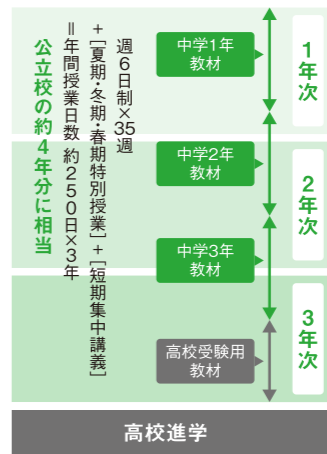 週6日制×35週
+[夏期・冬期・春期特別授業]+[短期集中講義]
=年間授業日数 約250日×3年
公立校の約4年分に相当
中学1年
教材
中学2年
教材
中学3年
教材
高校受験用
教材
1年次
2年次
3年次
高校進学